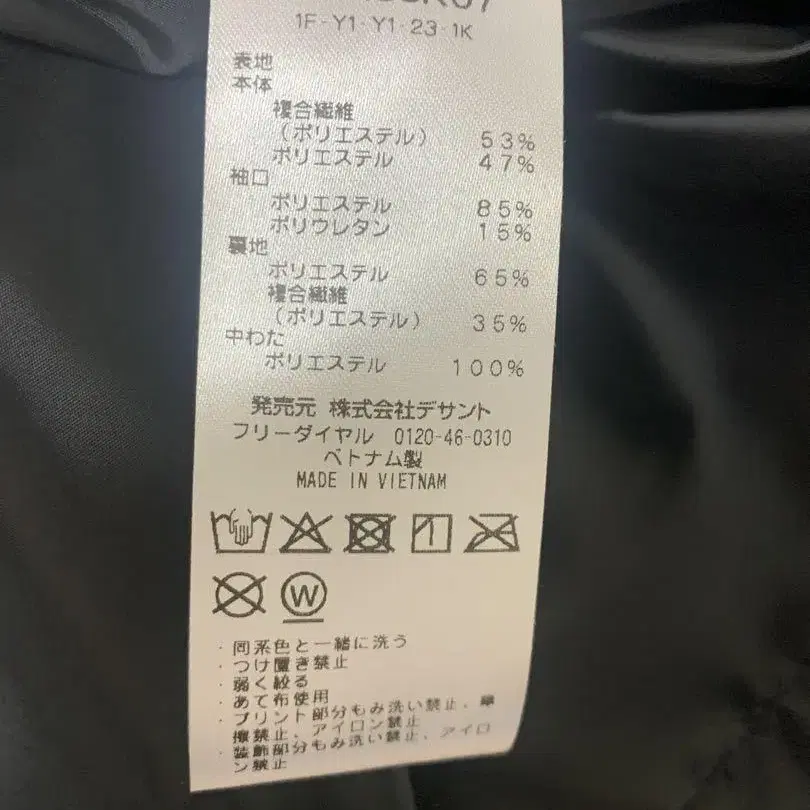 1F-Y1-Y1-23-1K
表地
本体
複合繊維
(ポリエステル) 53%
ポリエステル 47%
袖口
ポリエステル 85%
ポリウレタン 15%
裏地
ポリエステル 65%
複合繊維
(ポリエステル) 35%
中わた
ポリエステル 100%
発売元 株式会社デサント
フリーダイヤル 0120-46-0310
ベトナム製
MADE IN VIETNAM
W
・同系色と一緒に洗う
・つけ置き禁止
・弱く絞る
・あて布使用
・プリント部分もみ洗い禁止、摩
擦禁止、アイロン禁止
・装飾部分もみ洗い禁止、アイロ
ン禁止